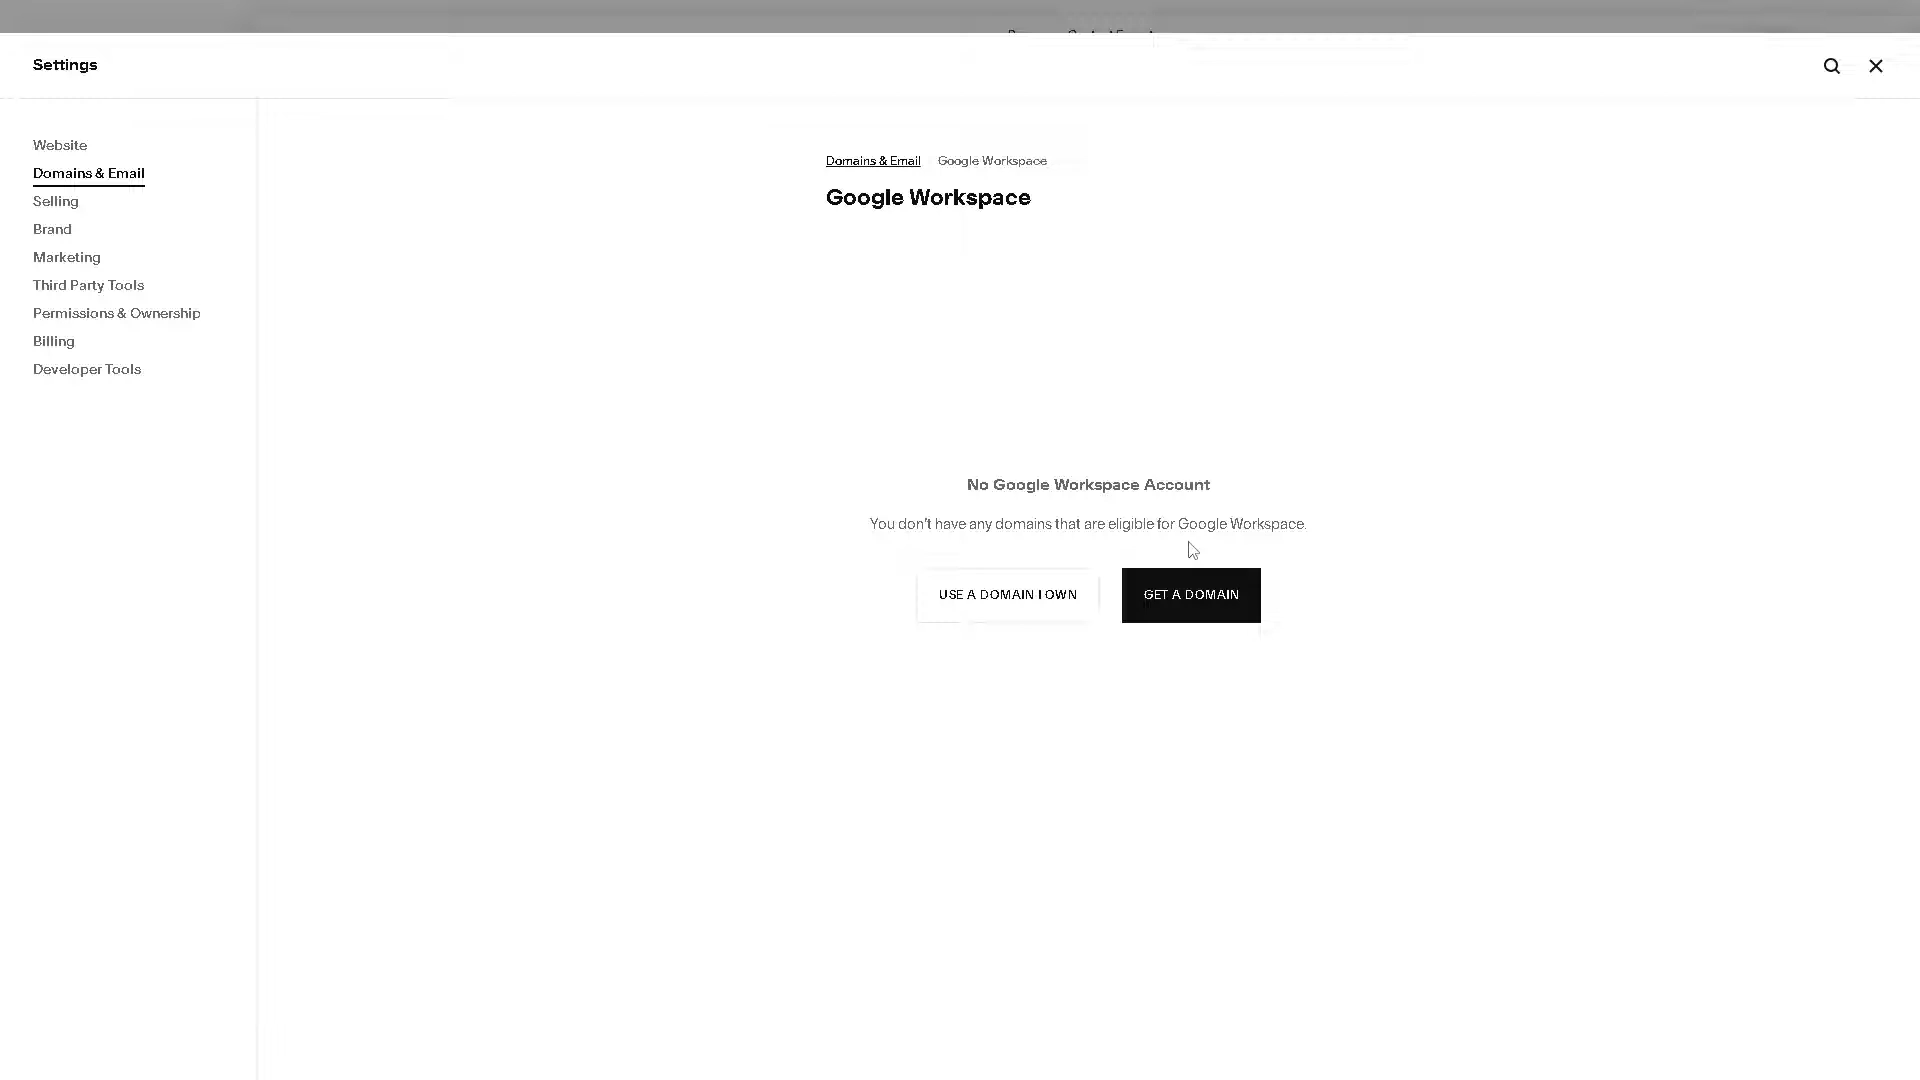 Settings
Website
Domains & Email
Selling
Brand
Marketing
Third Party Tools
Permissions & Ownership
Billing
Developer Tools
Domains & Email Google Workspace
Google Workspace
No Google Workspace Account
You don't have any domains that are eligible for Google Workspace.
USE A DOMAIN I OWN
GET A DOMAIN